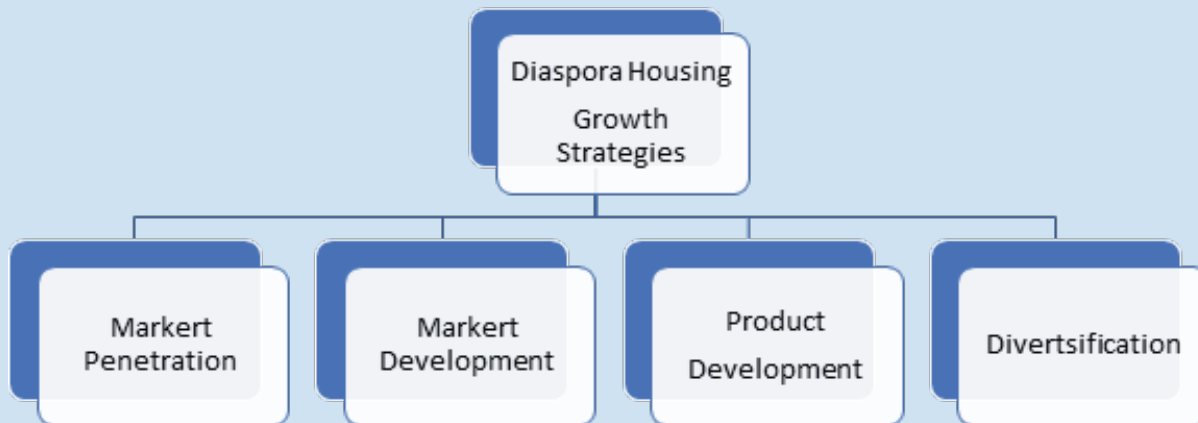 Diaspora Housing
Growth
Strategies
Markert
Penetration
Markert
Development
Product
Development
Divertsification